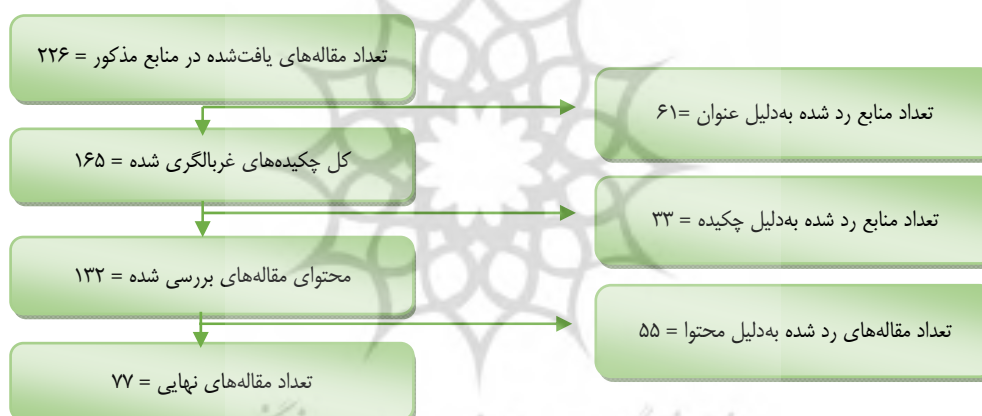 تعداد مقاله‌های یافت‌شده در منابع مذکور = ۲۲۶
تعداد منابع رد شده به‌دلیل عنوان =۶۱
کل چکیده‌های غربالگری شده = ۱۶۵
تعداد منابع رد شده به‌دلیل چکیده = ۳۳
محتوای مقاله‌های بررسی شده = ۱۳۲
تعداد مقاله‌های رد شده به‌دلیل محتوا = ۵۵
تعداد مقاله‌های نهایی = ۷۷